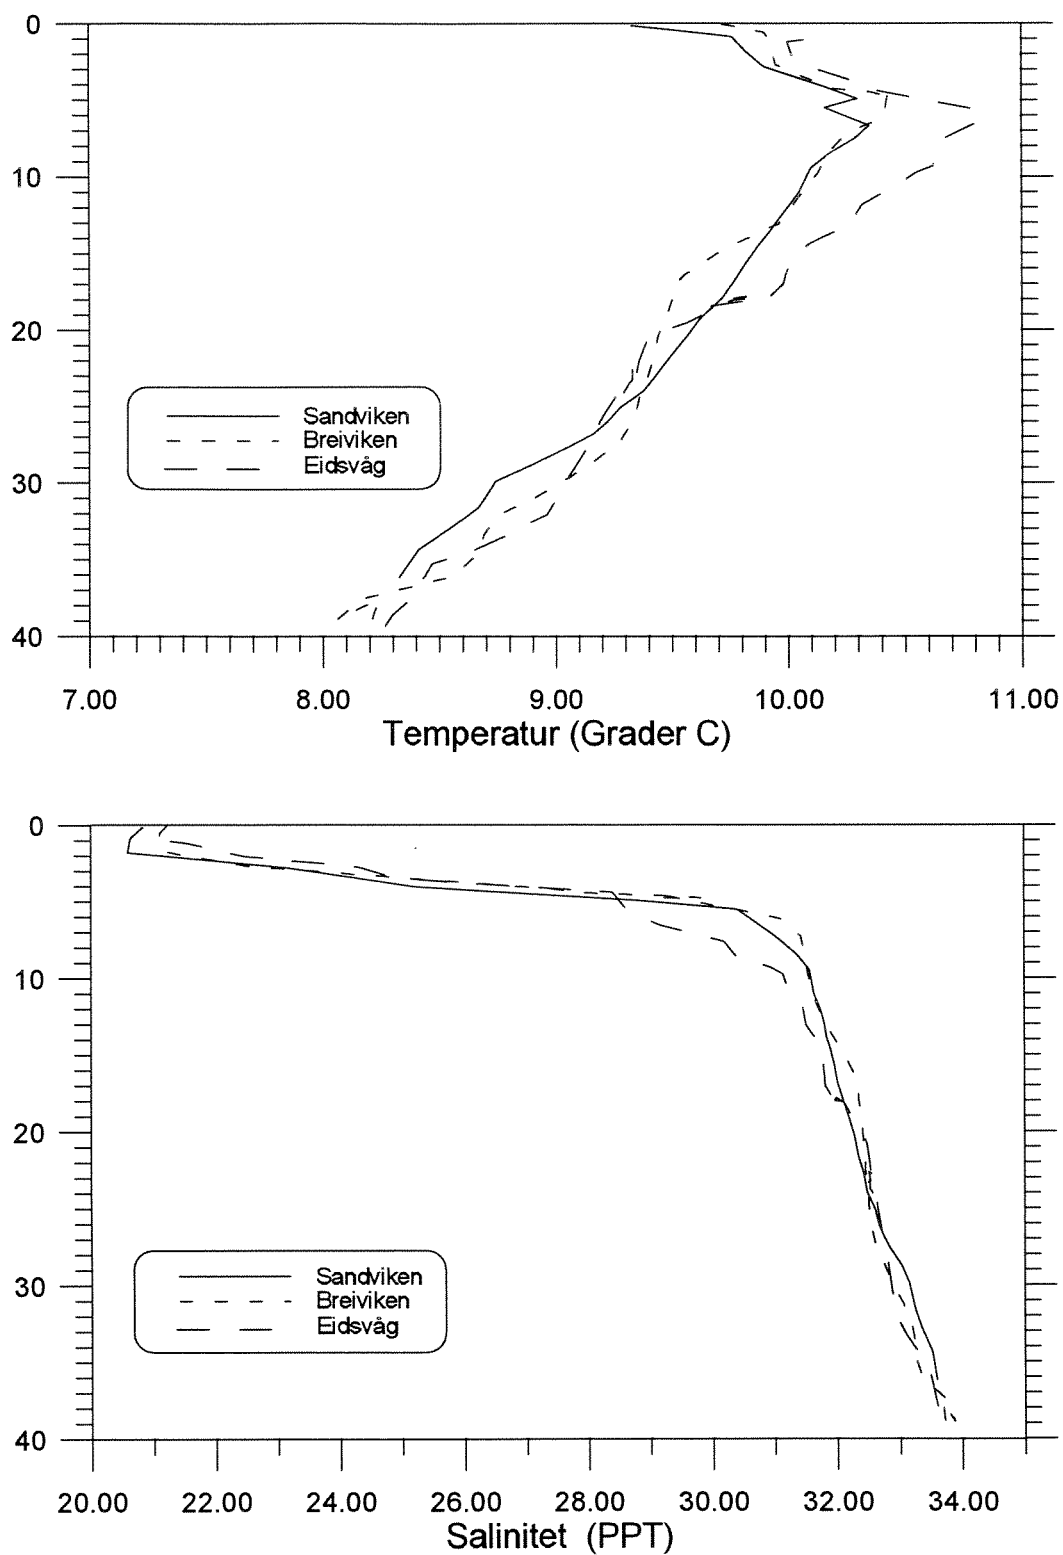 0
10
20
30
40
Sandviken
Breiviken
Eidsvåg
7.00 8.00 9.00 10.00 11.00
Temperatur (Grader C)
0
10
20
30
40
Sandviken
Breiviken
Eidsvåg
20.00 22.00 24.00 26.00 28.00 30.00 32.00 34.00
Salinitet (PPT)